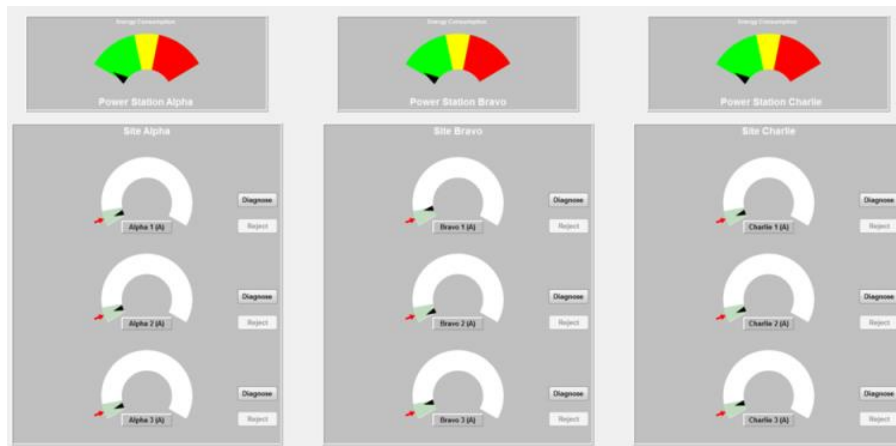 Energy Consumption
Power Station Alpha
Energy Consumption
Power Station Bravo
Energy Consumption
Power Station Charlie
Site Alpha
Diagnose
Alpha 1 (A)
Reject
Diagnose
Alpha 2 (A)
Reject
Diagnose
Alpha 3 (A)
Reject
Site Bravo
Diagnose
Bravo 1 (A)
Reject
Diagnose
Bravo 2 (A)
Reject
Diagnose
Bravo 3 (A)
Reject
Site Charlie
Diagnose
Charlie 1 (A)
Reject
Diagnose
Charlie 2 (A)
Reject
Diagnose
Charlie 3 (A)
Reject